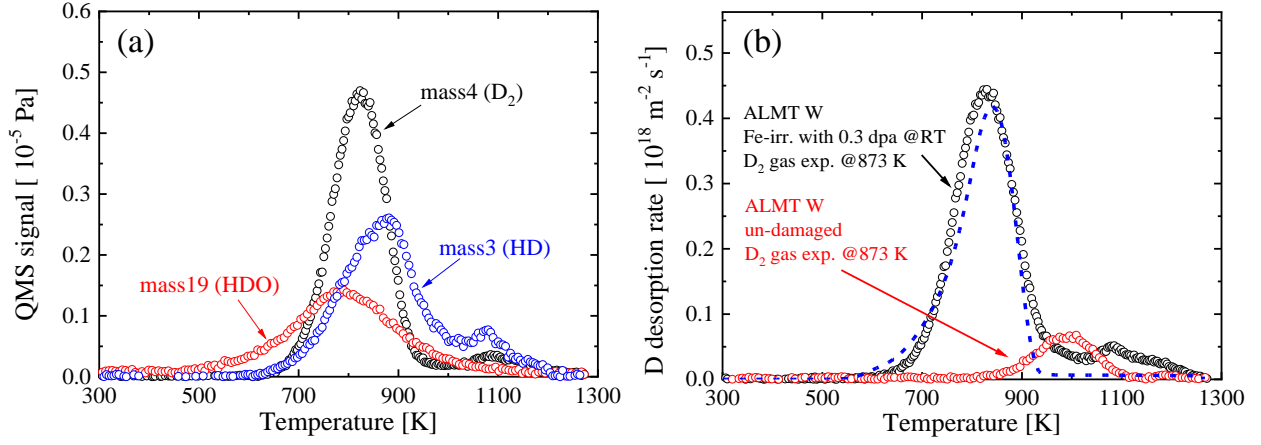 (a)
QMS signal [ 10⁻⁵ Pa]
0.6
0.5
0.4
0.3
0.2
0.1
0.0
mass4 (D₂)
mass3 (HD)
mass19 (HDO)
300 500 700 900 1100 1300
Temperature [K]
(b)
D desorption rate [ 10¹⁸ m⁻² s⁻¹]
0.5
0.4
0.3
0.2
0.1
0.0
ALMT W
Fe-irr. with 0.3 dpa @RT
D₂ gas exp. @873 K
ALMT W
un-damaged
D₂ gas exp. @873 K
300 500 700 900 1100 1300
Temperature [K]